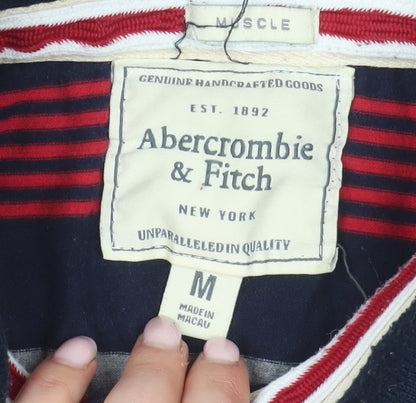 MUSCLE
GENUINE HANDCRAFTED GOODS
EST. 1892
Abercrombie
& Fitch
NEW YORK
UNPARALLELED IN QUALITY
M
MADE IN
MACAU